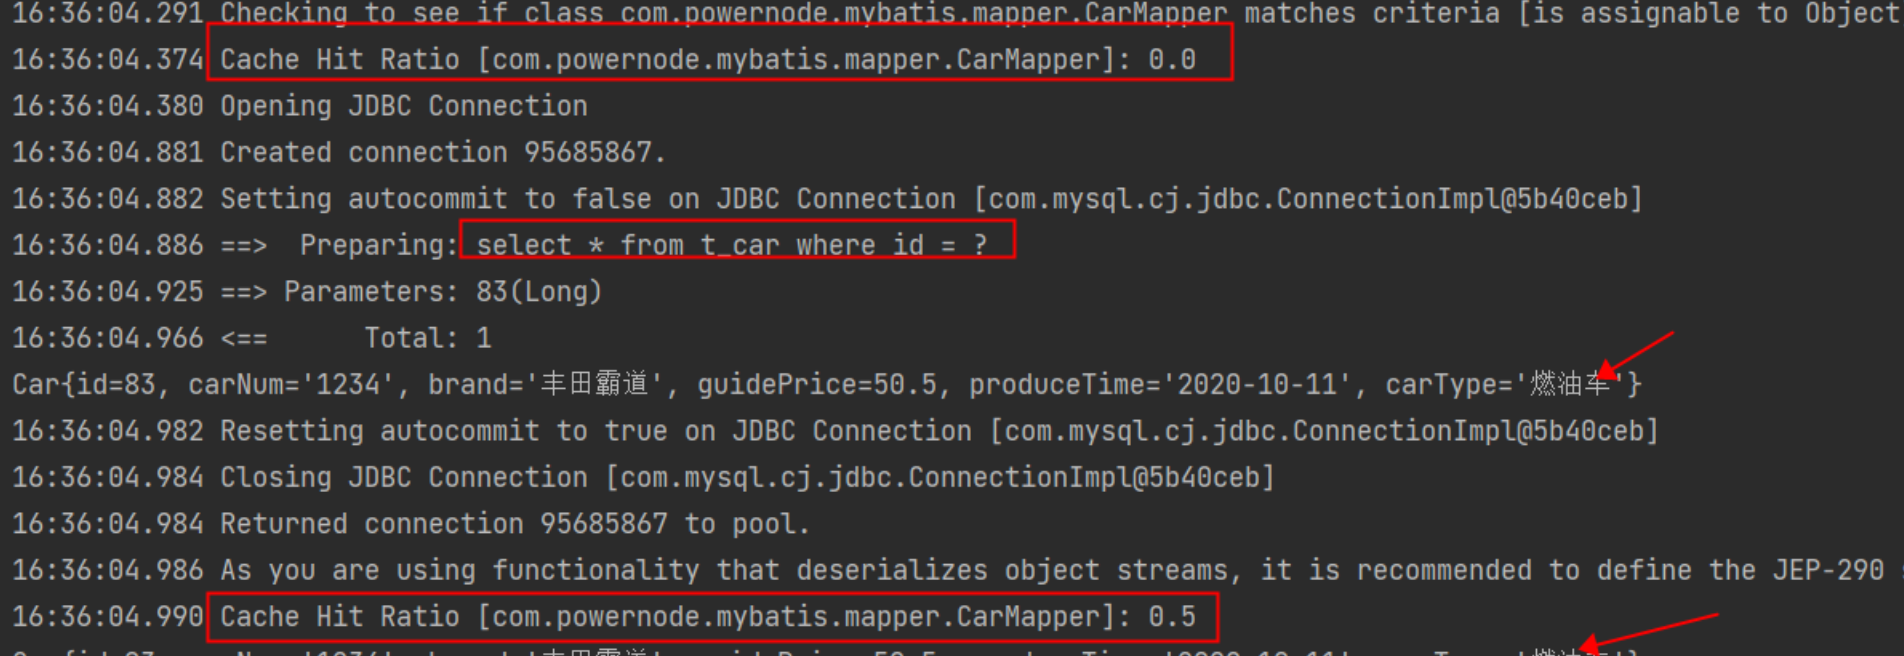 16:36:04.291 Checking to see if class com.powernode.mybatis.mapper.CarMapper matches criteria [is assignable to Object
16:36:04.374 Cache Hit Ratio [com.powernode.mybatis.mapper.CarMapper]: 0.0
16:36:04.380 Opening JDBC Connection
16:36:04.881 Created connection 95685867.
16:36:04.882 Setting autocommit to false on JDBC Connection [com.mysql.cj.jdbc.ConnectionImpl@5b40ceb]
16:36:04.886 ==>  Preparing: select * from t_car where id = ?
16:36:04.925 ==> Parameters: 83(Long)
16:36:04.966 <==      Total: 1
Car{id=83, carNum='1234', brand='丰田霸道', guidePrice=50.5, produceTime='2020-10-11', carType='燃油车'}
16:36:04.982 Resetting autocommit to true on JDBC Connection [com.mysql.cj.jdbc.ConnectionImpl@5b40ceb]
16:36:04.984 Closing JDBC Connection [com.mysql.cj.jdbc.ConnectionImpl@5b40ceb]
16:36:04.984 Returned connection 95685867 to pool.
16:36:04.986 As you are using functionality that deserializes object streams, it is recommended to define the JEP-290
16:36:04.990 Cache Hit Ratio [com.powernode.mybatis.mapper.CarMapper]: 0.5